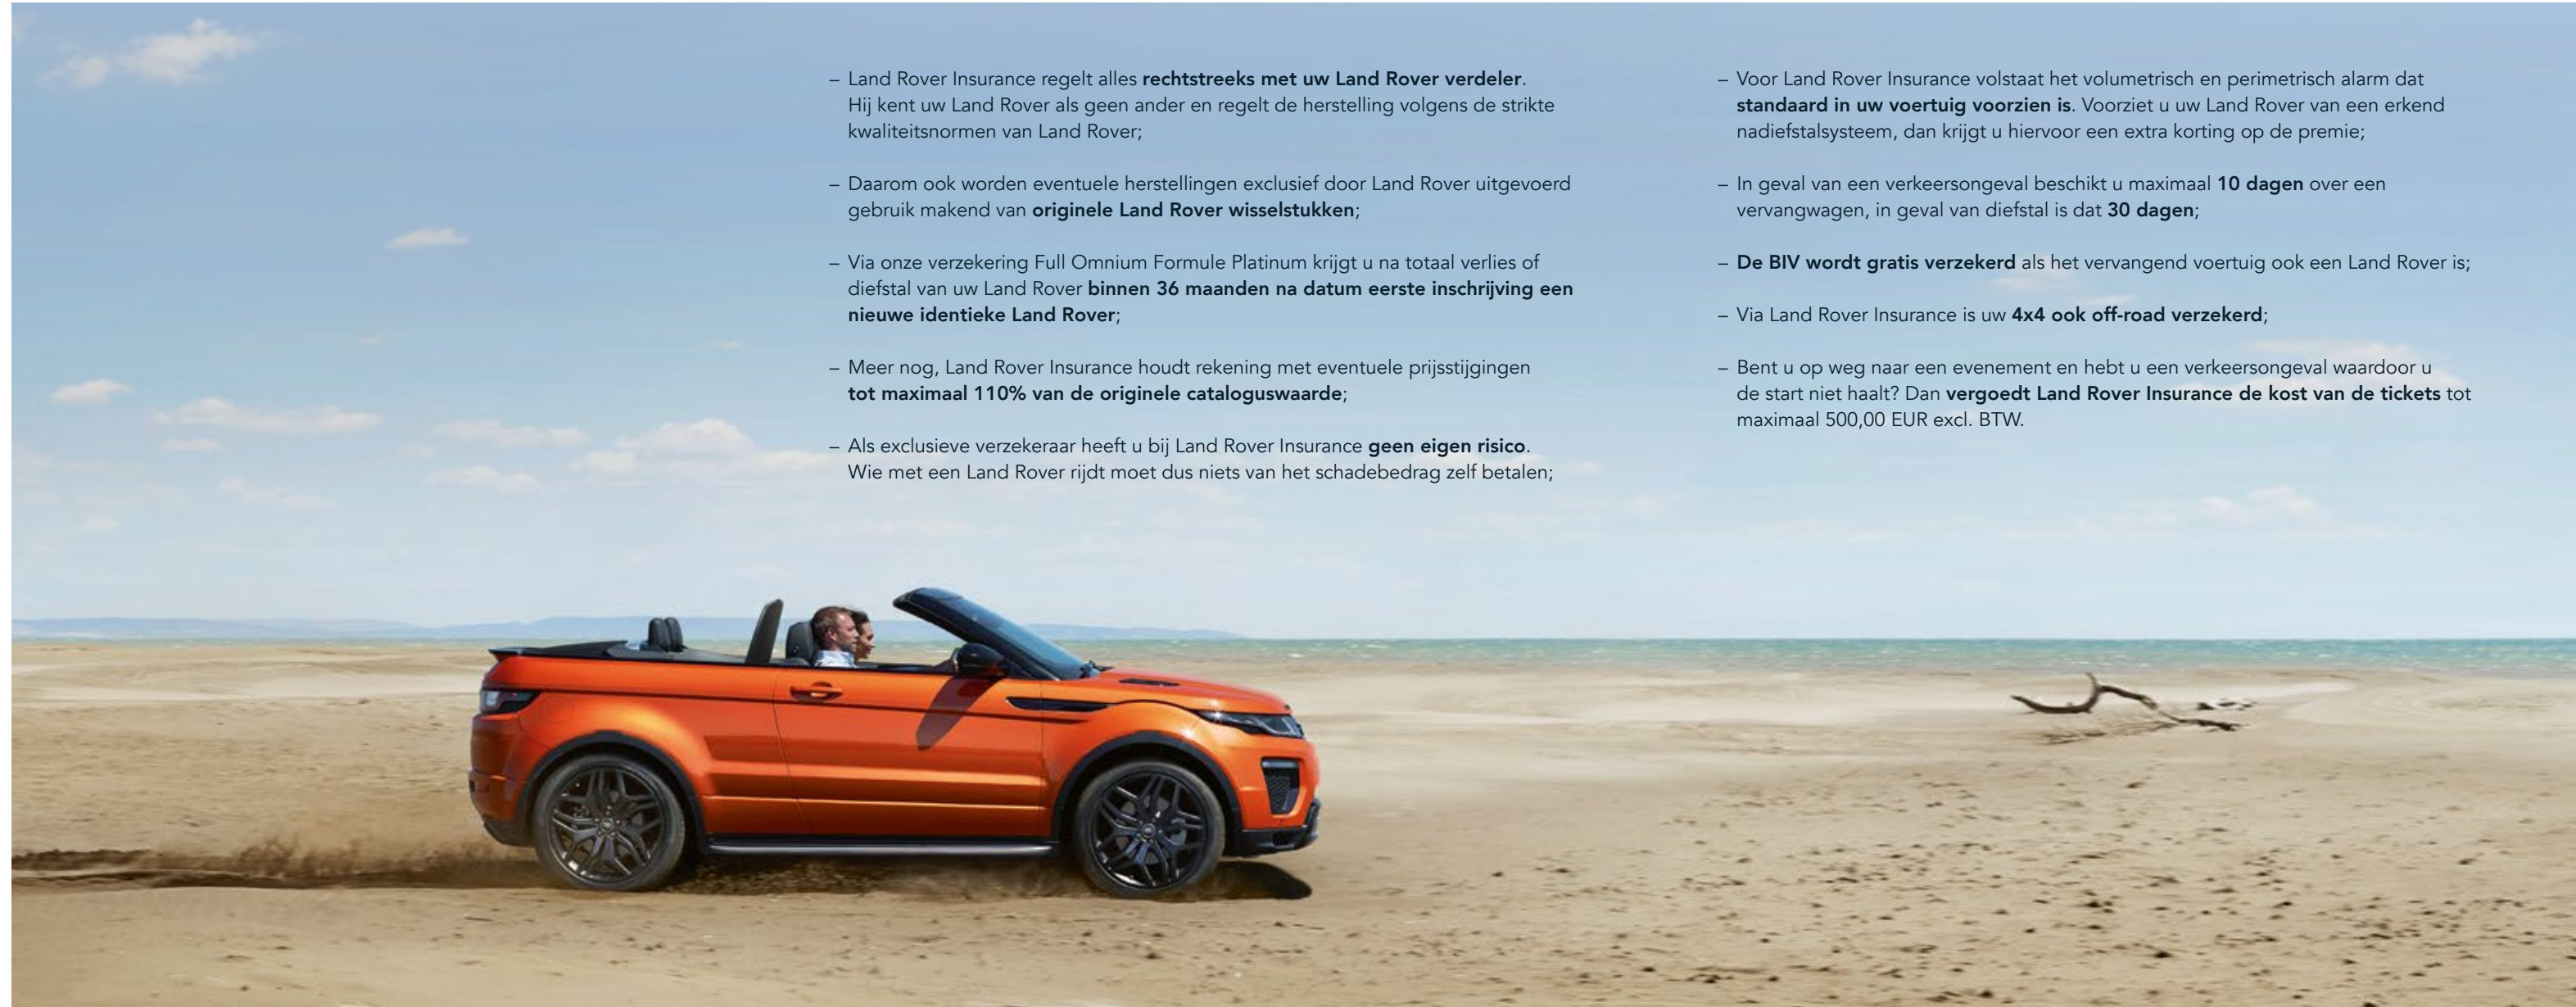 – Land Rover Insurance regelt alles rechtstreeks met uw Land Rover verdeler.
Hij kent uw Land Rover als geen ander en regelt de herstelling volgens de strikte
kwaliteitsnormen van Land Rover;
– Daarom ook worden eventuele herstellingen exclusief door Land Rover uitgevoerd
gebruik makend van originele Land Rover wisselstukken;
– Via onze verzekering Full Omnium Formule Platinum krijgt u na totaal verlies of
diefstal van uw Land Rover binnen 36 maanden na datum eerste inschrijving een
nieuwe identieke Land Rover;
– Meer nog, Land Rover Insurance houdt rekening met eventuele prijsstijgingen
tot maximaal 110% van de originele cataloguswaarde;
– Als exclusieve verzekeraar heeft u bij Land Rover Insurance geen eigen risico.
Wie met een Land Rover rijdt moet dus niets van het schadebedrag zelf betalen;
– Voor Land Rover Insurance volstaat het volumetrisch en perimetrisch alarm dat
standaard in uw voertuig voorzien is. Voorziet u uw Land Rover van een erkend
nadiefstalsysteem, dan krijgt u hiervoor een extra korting op de premie;
– In geval van een verkeersongeval beschikt u maximaal 10 dagen over een
vervangwagen, in geval van diefstal is dat 30 dagen;
– De BIV wordt gratis verzekerd als het vervangend voertuig ook een Land Rover is;
– Via Land Rover Insurance is uw 4x4 ook off-road verzekerd;
– Bent u op weg naar een evenement en hebt u een verkeersongeval waardoor u
de start niet haalt? Dan vergoedt Land Rover Insurance de kost van de tickets tot
maximaal 500,00 EUR excl. BTW.